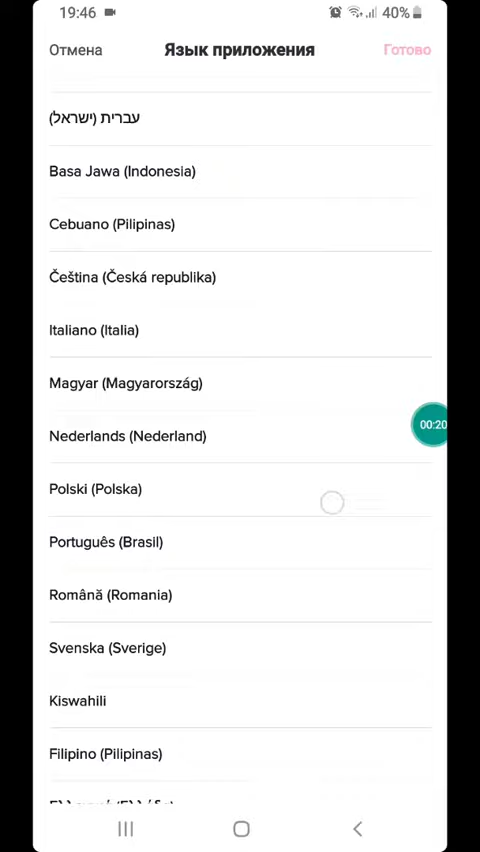 19:46 40%
Отмена Язык приложения Готово
עברית (ישראל)
Basa Jawa (Indonesia)
Cebuano (Pilipinas)
Čeština (Česká republika)
Italiano (Italia)
Magyar (Magyarország)
Nederlands (Nederland)
00:20
Polski (Polska)
Português (Brasil)
Română (Romania)
Svenska (Sverige)
Kiswahili
Filipino (Pilipinas)